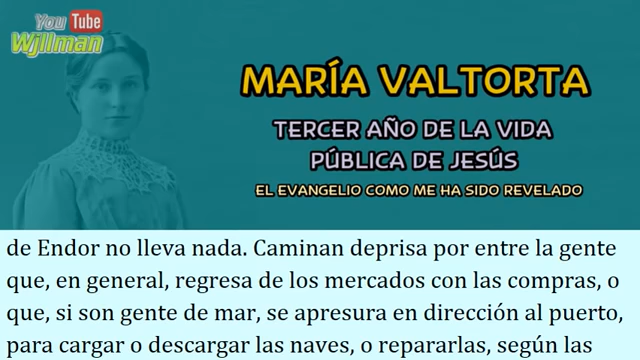 You Tube
Wjllman
MARÍA VALTORTA
TERCER AÑO DE LA VIDA
PÚBLICA DE JESÚS
EL EVANGELIO COMO ME HA SIDO REVELADO
de Endor no lleva nada. Caminan deprisa por entre la gente
que, en general, regresa de los mercados con las compras, o
que, si son gente de mar, se apresura en dirección al puerto,
para cargar o descargar las naves, o repararlas, según las